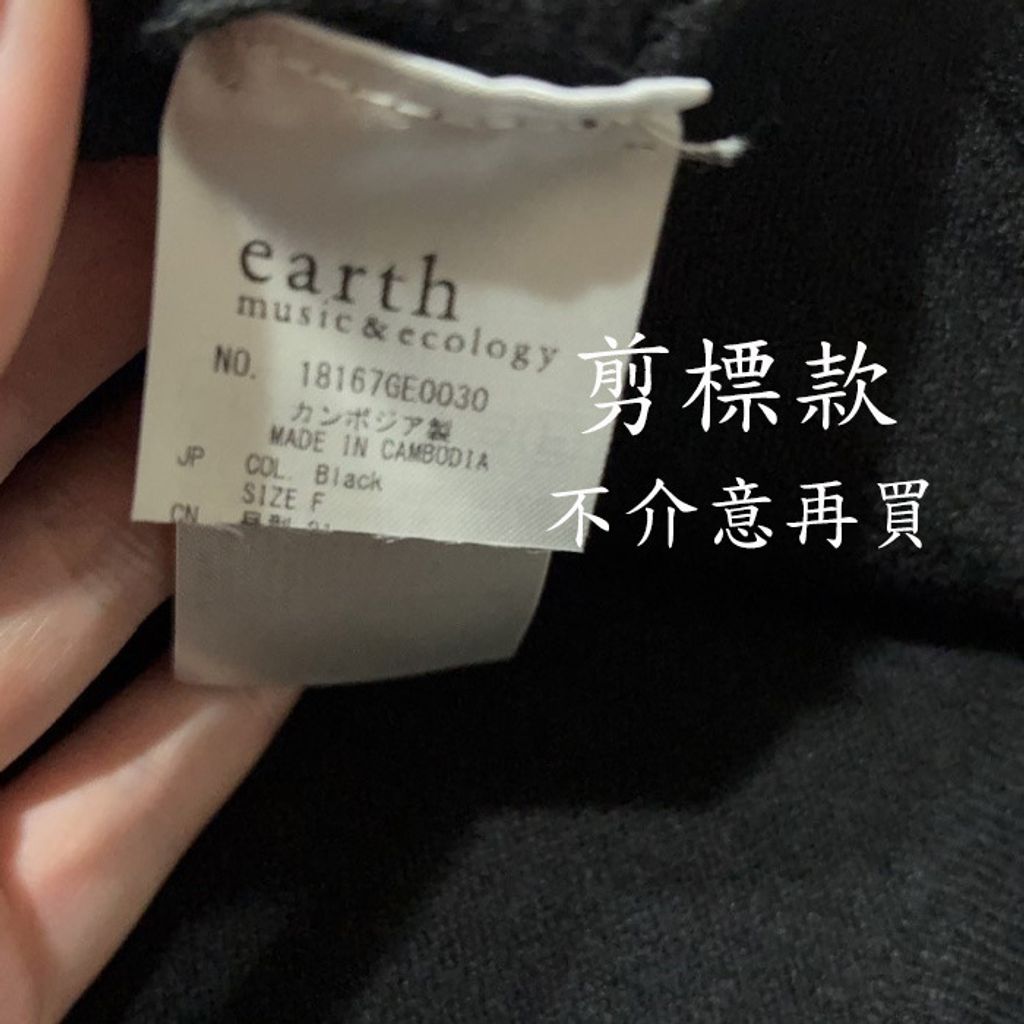 earth
music & ecology
NO. 18167GE0030
カンボジア製
MADE IN CAMBODIA
JP COL. Black
SIZE F
CN
剪標款
不介意再買